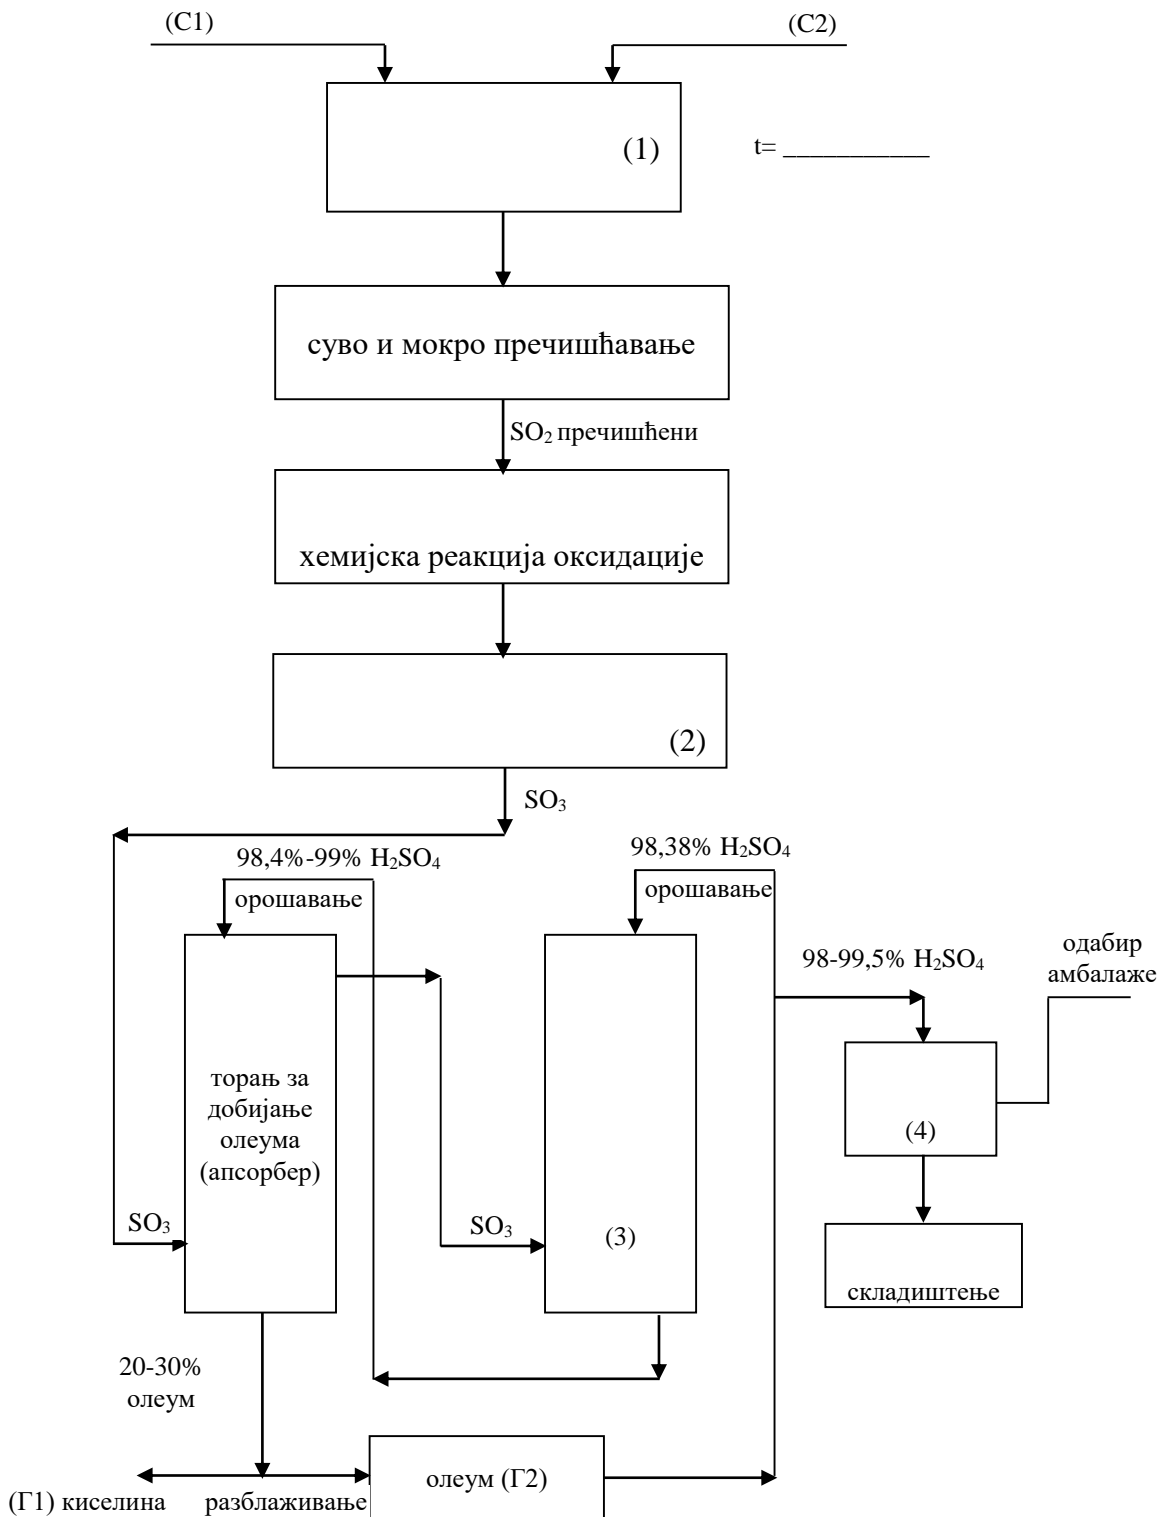 (С1)
(С2)
(1)
t= ___________
суво и мокро пречишћавање
SO₂ пречишћени
хемијска реакција оксидације
(2)
SO₃
98,4%-99% H₂SO₄
орошавање
98,38% H₂SO₄
орошавање
98-99,5% H₂SO₄
одабир
амбалаже
торањ за
добијање
олеума
(апсорбер)
(4)
SO₃
SO₃
(3)
складиштење
20-30%
олеум
олеум (Г2)
(Г1) киселина
разблаживање